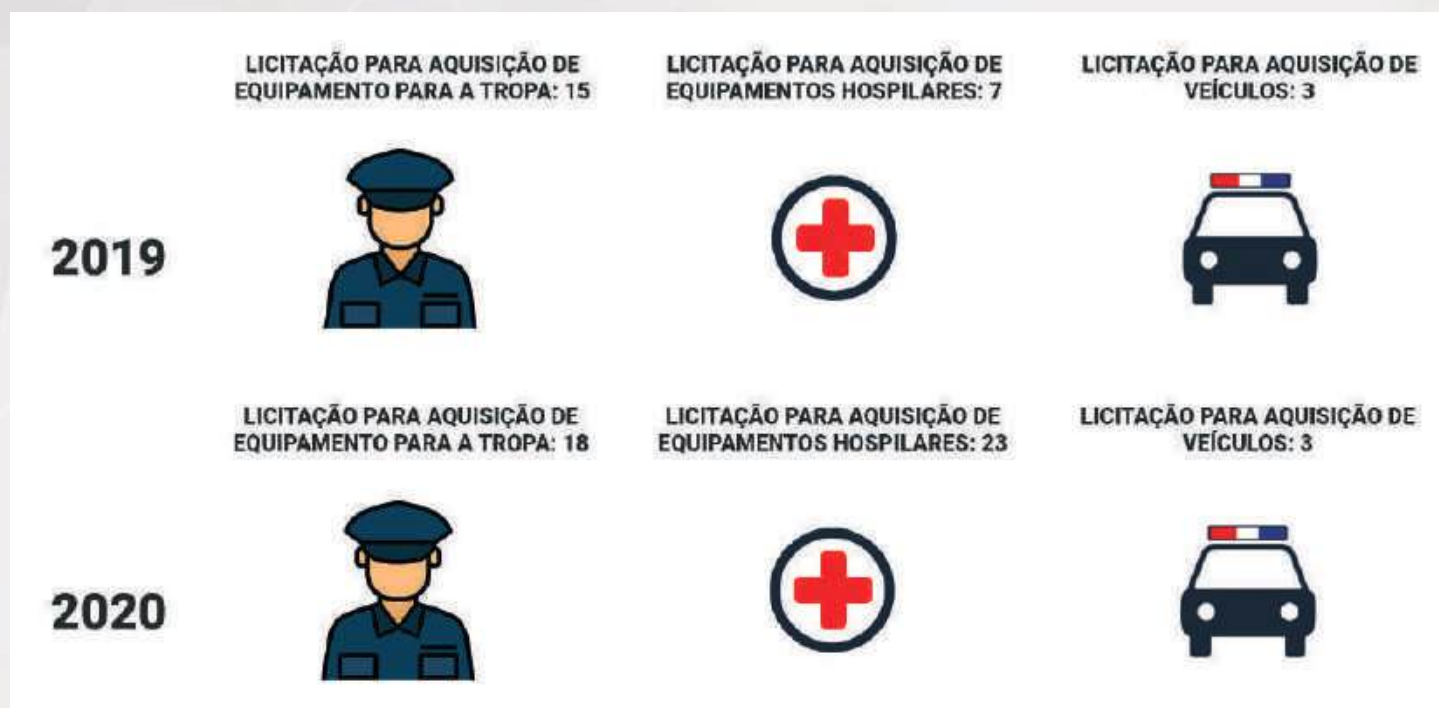 LICITAÇÃO PARA AQUISIÇÃO DE
EQUIPAMENTO PARA A TROPA: 15
LICITAÇÃO PARA AQUISIÇÃO DE
EQUIPAMENTOS HOSPILARES: 7
LICITAÇÃO PARA AQUISIÇÃO DE
VEÍCULOS: 3
2019
LICITAÇÃO PARA AQUISIÇÃO DE
EQUIPAMENTO PARA A TROPA: 18
LICITAÇÃO PARA AQUISIÇÃO DE
EQUIPAMENTOS HOSPILARES: 23
LICITAÇÃO PARA AQUISIÇÃO DE
VEÍCULOS: 3
2020